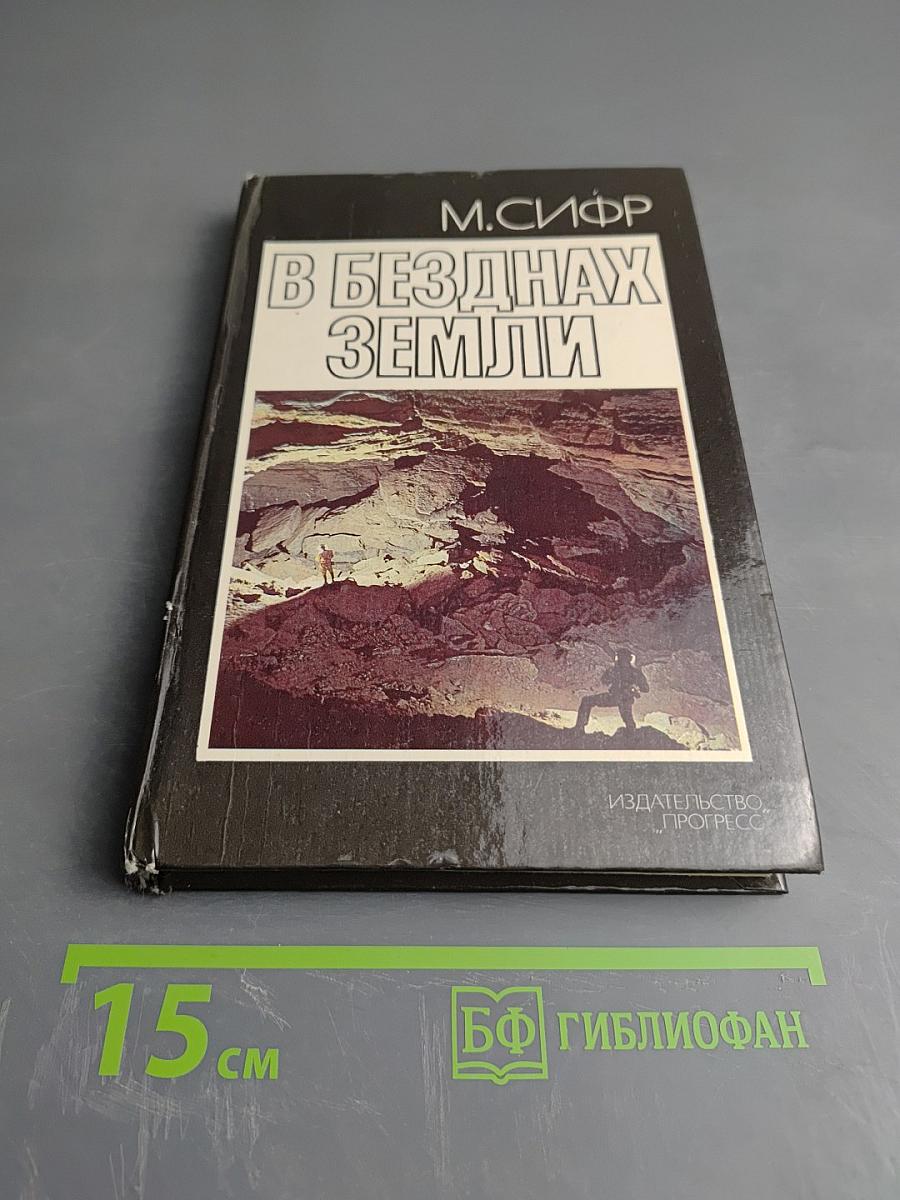 М. СИФР
В БЕЗДНАХ
ЗЕМЛИ
ИЗДАТЕЛЬСТВО
„ПРОГРЕСС"
15 см
БФ ГИБЛИОФАН